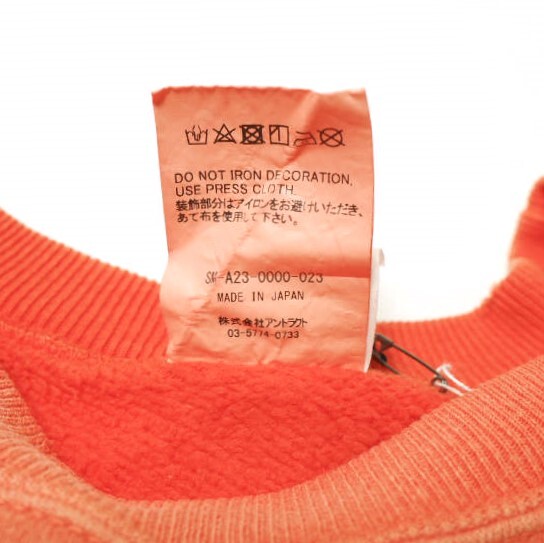 DO NOT IRON DECORATION,
USE PRESS CLOTH.
装飾部分はアイロンをお避けいただき、
あて布を使用して下さい。
SM-A23-0000-023
MADE IN JAPAN
株式会社アントラクト
03-5774-0733